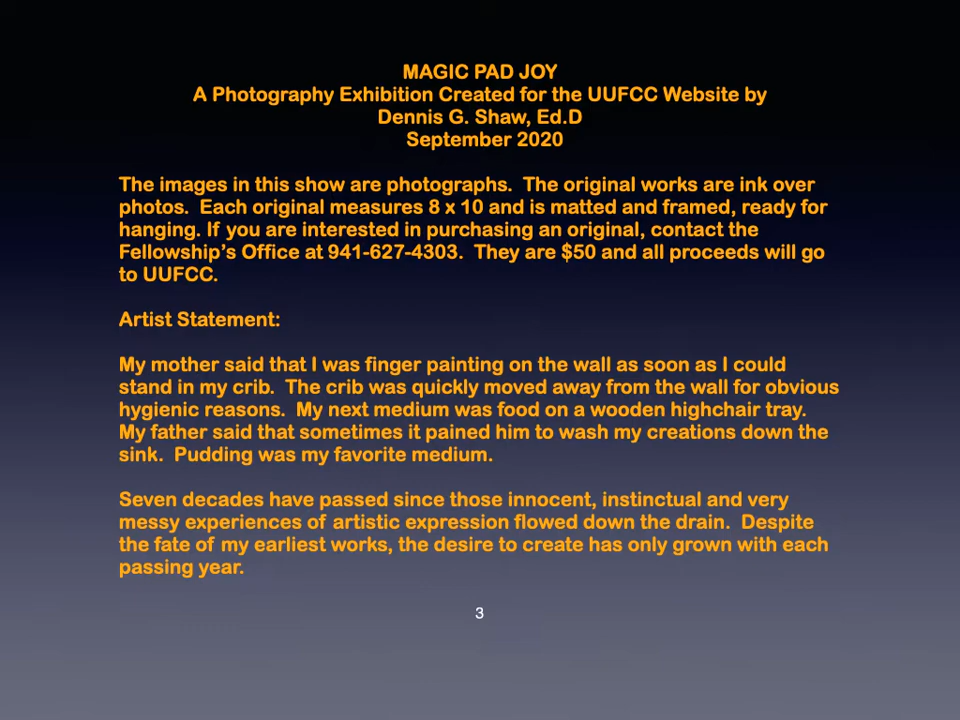 MAGIC PAD JOY
A Photography Exhibition Created for the UUFCC Website by
Dennis G. Shaw, Ed.D
September 2020
The images in this show are photographs.  The original works are ink over
photos.  Each original measures 8 x 10 and is matted and framed, ready for
hanging. If you are interested in purchasing an original, contact the
Fellowship's Office at 941-627-4303.  They are $50 and all proceeds will go
to UUFCC.
Artist Statement:
My mother said that I was finger painting on the wall as soon as I could
stand in my crib.  The crib was quickly moved away from the wall for obvious
hygienic reasons.  My next medium was food on a wooden highchair tray.
My father said that sometimes it pained him to wash my creations down the
sink.  Pudding was my favorite medium.
Seven decades have passed since those innocent, instinctual and very
messy experiences of artistic expression flowed down the drain.  Despite
the fate of my earliest works, the desire to create has only grown with each
passing year.
3